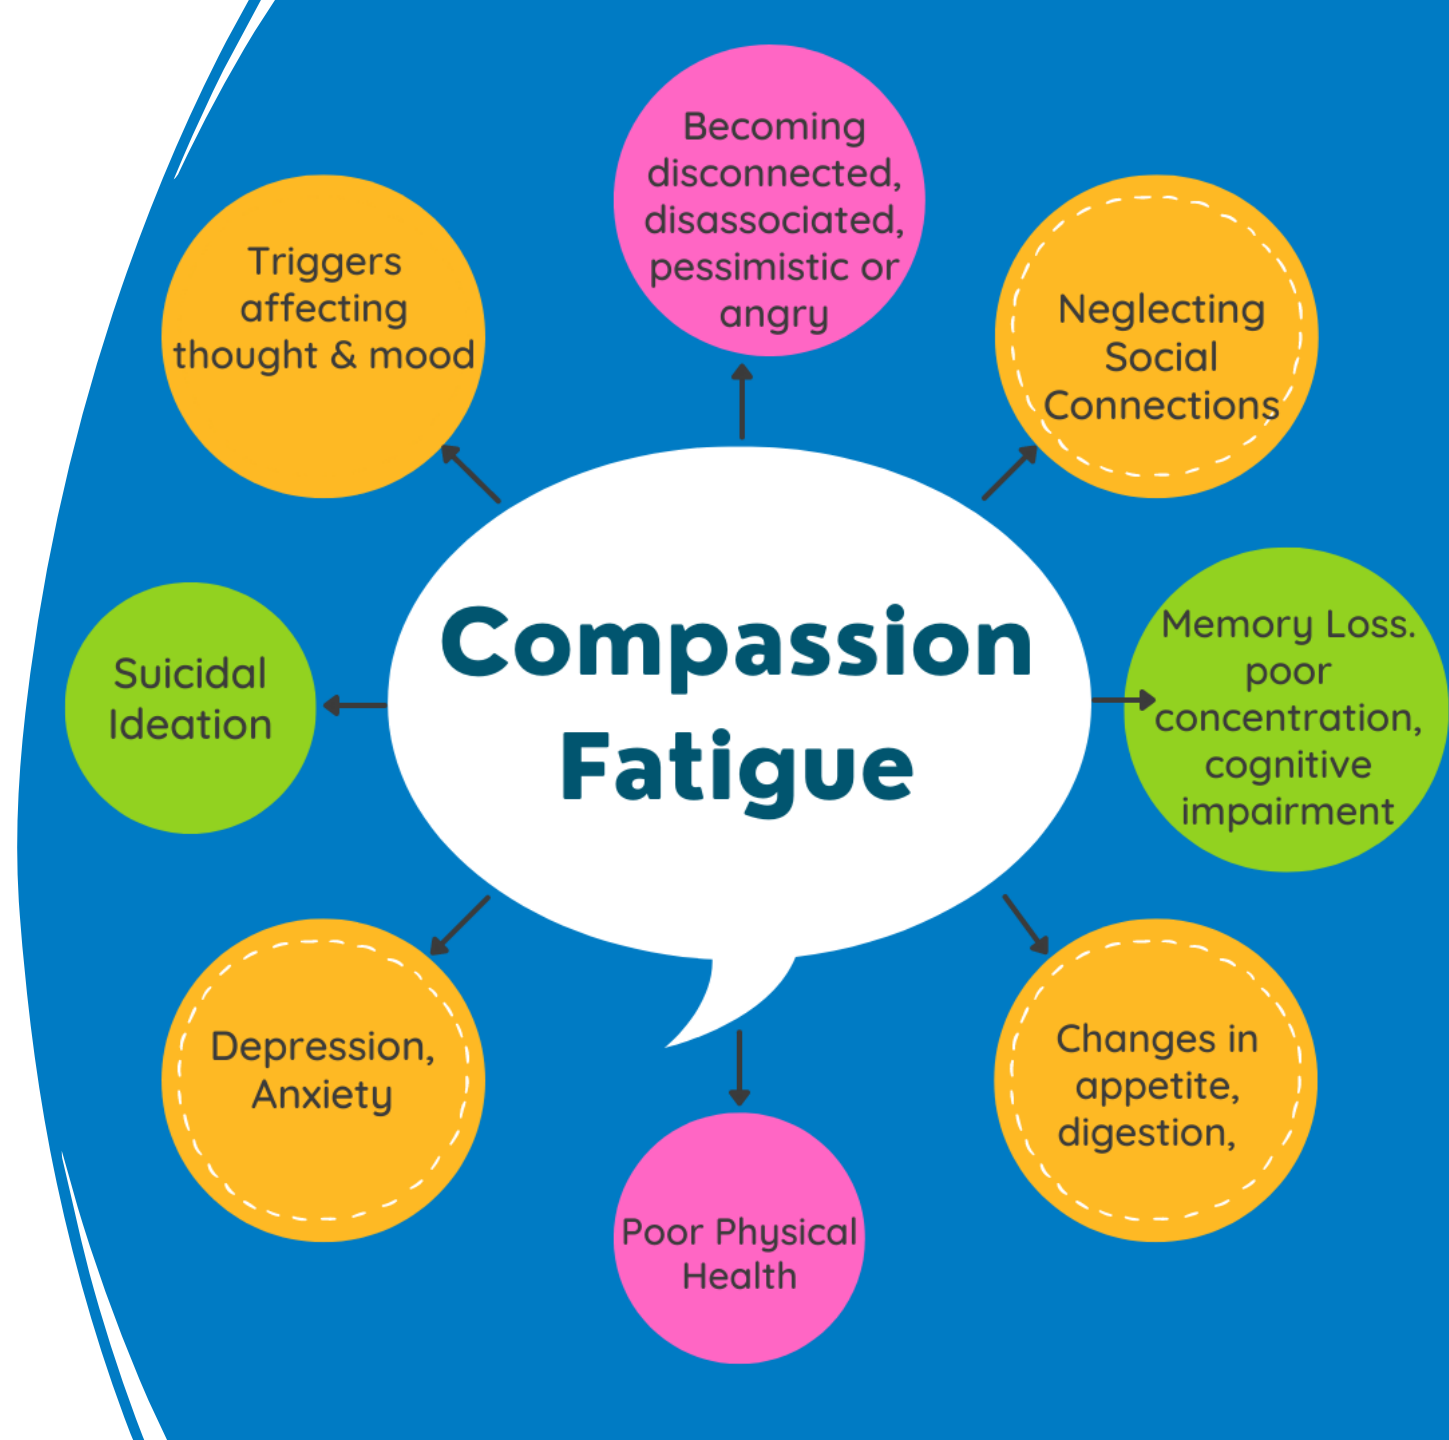 Becoming
disconnected,
disassociated,
pessimistic or
angry
Triggers
affecting
thought & mood
Neglecting
Social
Connections
Suicidal
Ideation
Compassion
Fatigue
Memory Loss.
poor
concentration,
cognitive
impairment
Depression,
Anxiety
Changes in
appetite,
digestion,
Poor Physical
Health